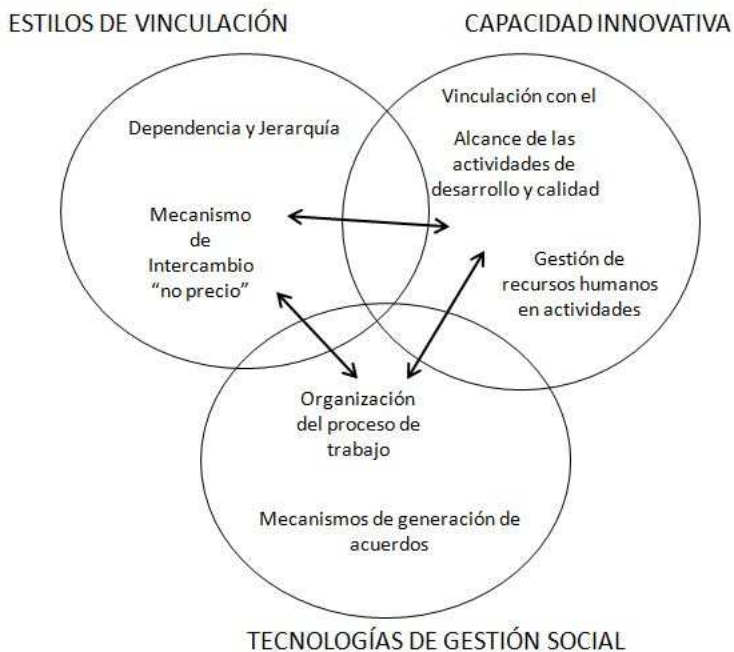 ESTILOS DE VINCULACIÓN
CAPACIDAD INNOVATIVA
Dependencia y Jerarquía
Mecanismo
de
Intercambio
“no precio”
Vinculación con el
Alcance de las
actividades de
desarrollo y calidad
Gestión de
recursos humanos
en actividades
Organización
del proceso de
trabajo
Mecanismos de generación de
acuerdos
TECNOLOGÍAS DE GESTIÓN SOCIAL